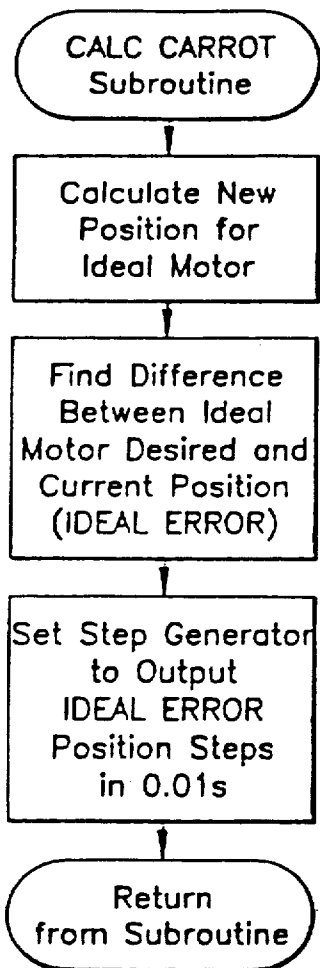 CALC CARROT
Subroutine
Calculate New
Position for
Ideal Motor
Find Difference
Between Ideal
Motor Desired and
Current Position
(IDEAL ERROR)
Set Step Generator
to Output
IDEAL ERROR
Position Steps
in 0.01s
Return
from Subroutine